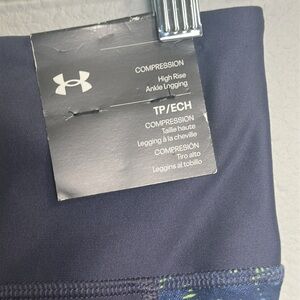 COMPRESSION
High Rise
Ankle Legging
TP/ECH
COMPRESSION
Taille haute
Legging à la cheville
COMPRESIÓN
Tiro alto
Leggins al tobillo